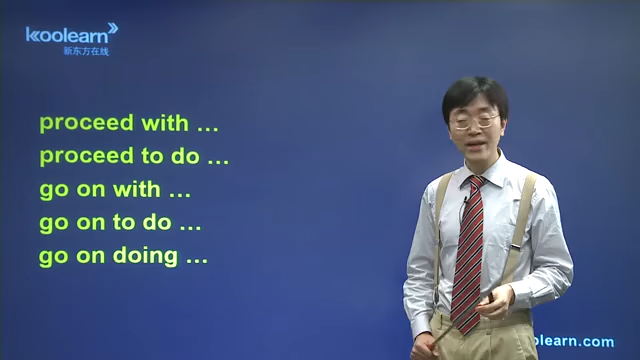 koolearn
新东方在线
proceed with …
proceed to do …
go on with …
go on to do …
go on doing …
olearn.com